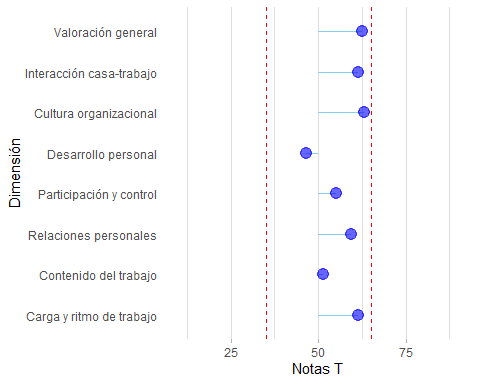 Valoración general
Interacción casa-trabajo
Cultura organizacional
Desarrollo personal
Participación y control
Relaciones personales
Contenido del trabajo
Carga y ritmo de trabajo
Dimensión
25 50 75
Notas T